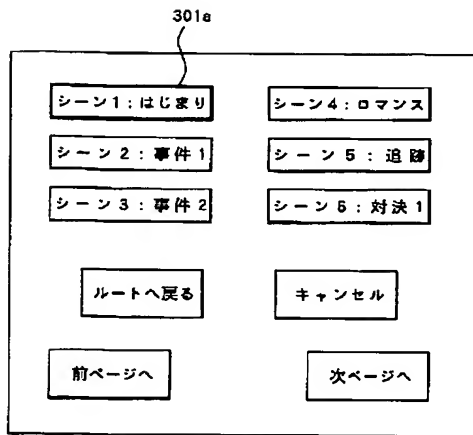 301a
シーン1:はじまり
シーン4:ロマンス
シーン2:事件1
シーン5:追跡
シーン3:事件2
シーン6:対決1
ルートへ戻る
キャンセル
前ページへ
次ページへ